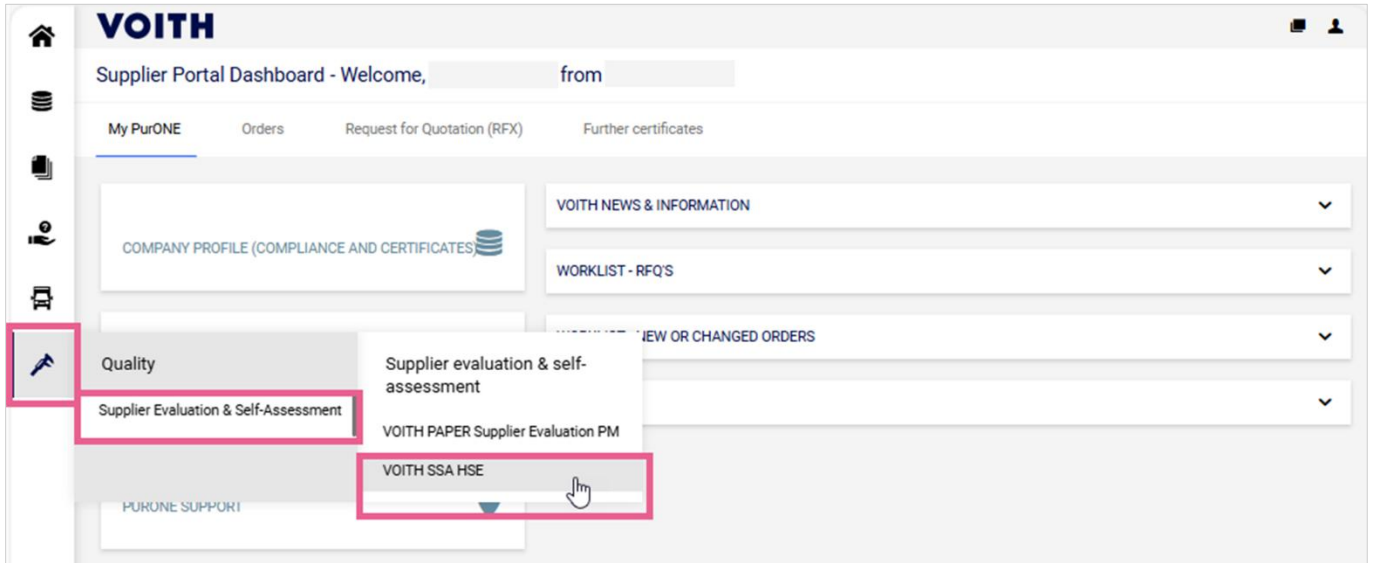 VOITH
Supplier Portal Dashboard - Welcome, from
My PurONE Orders Request for Quotation (RFX) Further certificates
COMPANY PROFILE (COMPLIANCE AND CERTIFICATES)
VOITH NEWS & INFORMATION
WORKLIST - RFQ'S
NEW OR CHANGED ORDERS
Quality
Supplier Evaluation & Self-Assessment
Supplier evaluation & self-
assessment
VOITH PAPER Supplier Evaluation PM
VOITH SSA HSE
PURONE SUPPORT